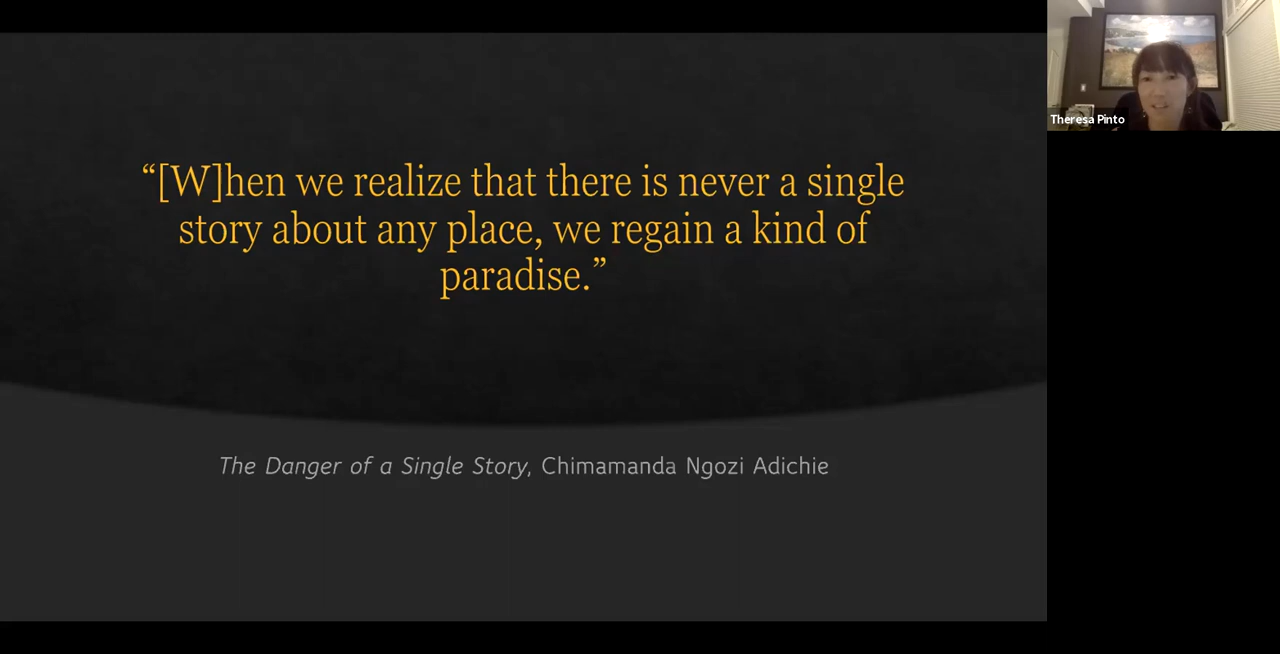 “[W]hen we realize that there is never a single
story about any place, we regain a kind of
paradise.”
The Danger of a Single Story, Chimamanda Ngozi Adichie
Theresa Pinto